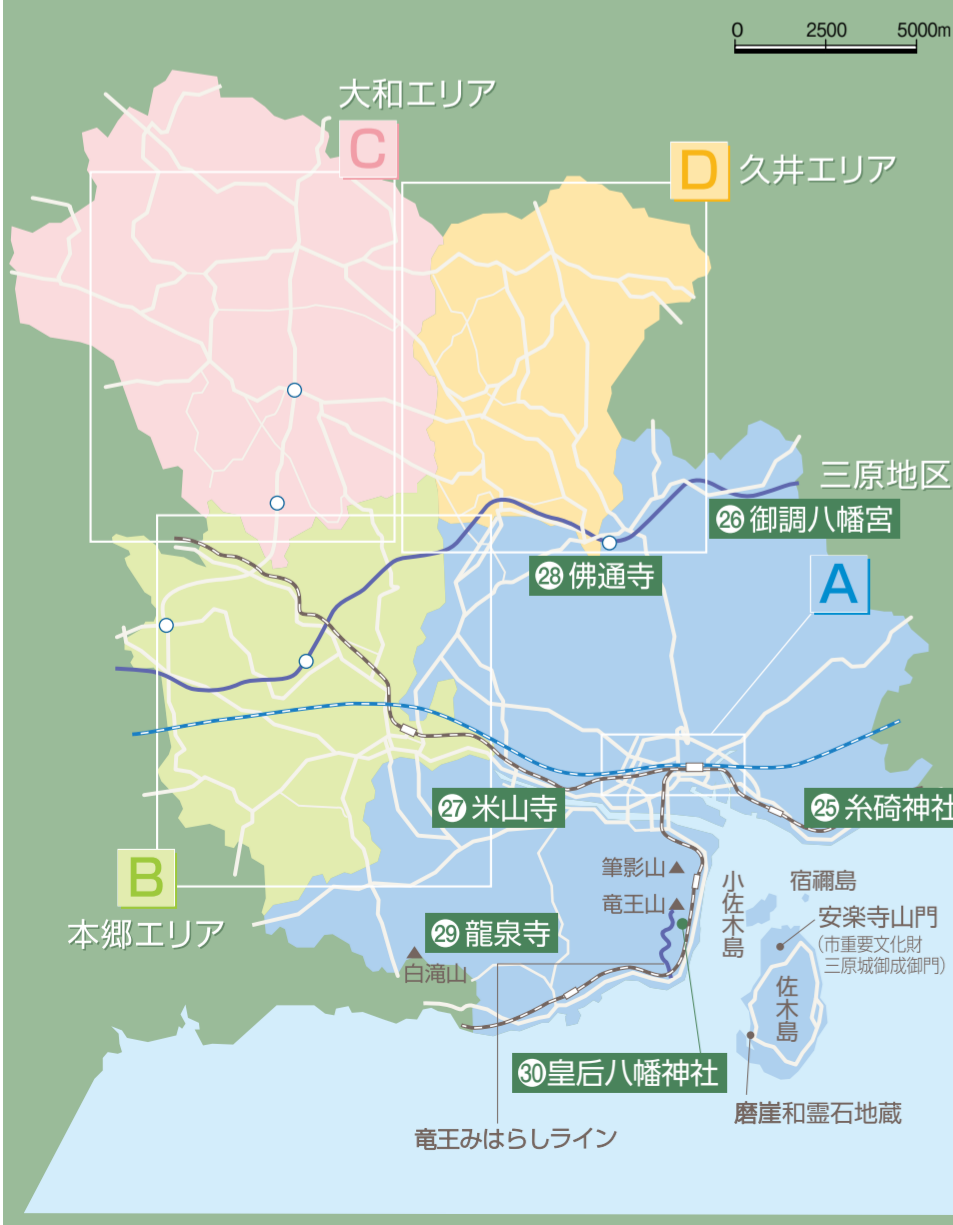 0 2500 5000m
大和エリア
C
D
久井エリア
三原地区
㉖御調八幡宮
㉘佛通寺
A
㉗米山寺
㉕糸碕神社
B
本郷エリア
筆影山
竜王山
小佐木島
宿禰島
安楽寺山門
(市重要文化財
三原城御成御門)
㉙龍泉寺
白滝山
佐木島
㉚皇后八幡神社
磨崖和霊石地蔵
竜王みはらしライン